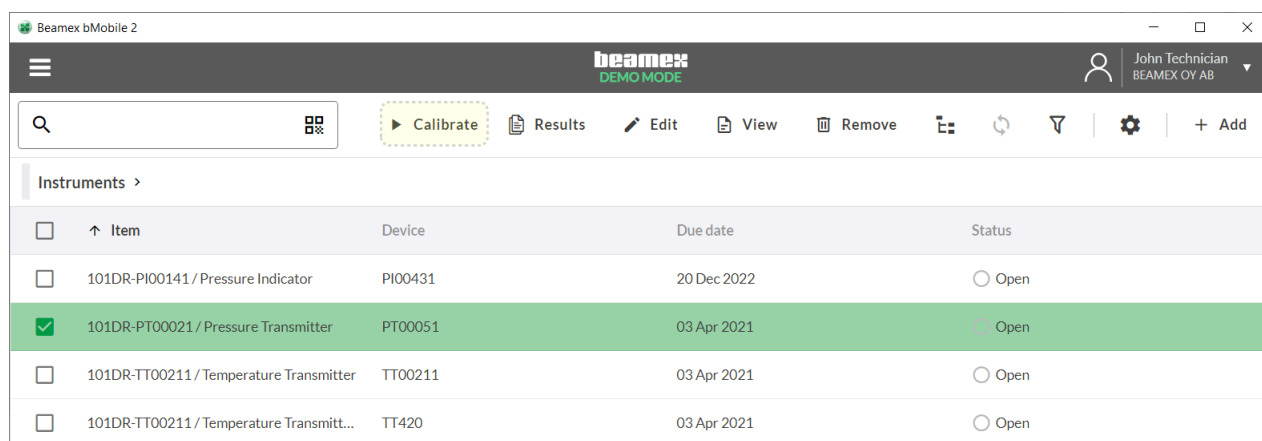 Beamex bMobile 2
beamex
DEMO MODE
John Technician
BEAMEX OY AB
Calibrate Results Edit View Remove + Add
Instruments >
Item Device Due date Status
101DR-PI00141 / Pressure Indicator PI00431 20 Dec 2022 Open
101DR-PT00021 / Pressure Transmitter PT00051 03 Apr 2021 Open
101DR-TT00211 / Temperature Transmitter TT00211 03 Apr 2021 Open
101DR-TT00211 / Temperature Transmitt... TT420 03 Apr 2021 Open